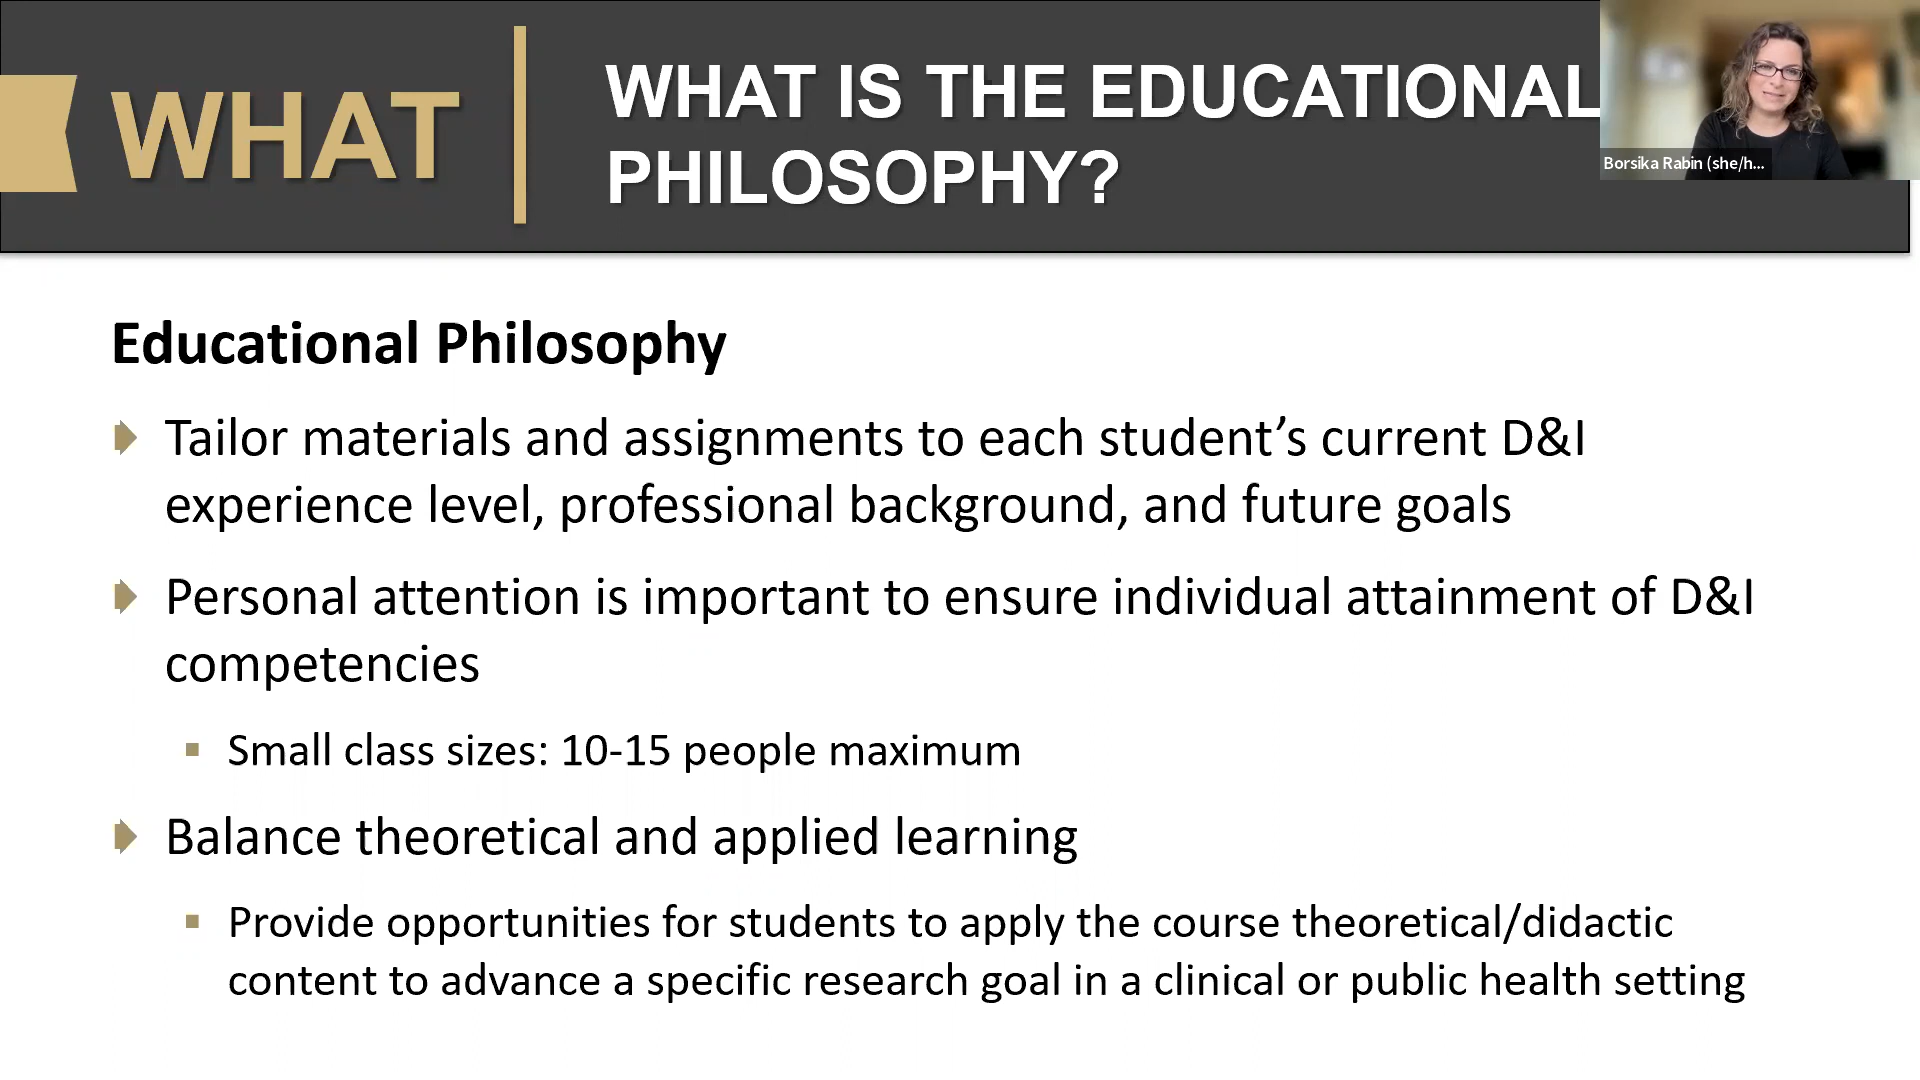 WHAT
WHAT IS THE EDUCATIONAL
PHILOSOPHY?
Borsika Rabin (she/h...
Educational Philosophy
Tailor materials and assignments to each student’s current D&I
experience level, professional background, and future goals
Personal attention is important to ensure individual attainment of D&I
competencies
Small class sizes: 10-15 people maximum
Balance theoretical and applied learning
Provide opportunities for students to apply the course theoretical/didactic
content to advance a specific research goal in a clinical or public health setting